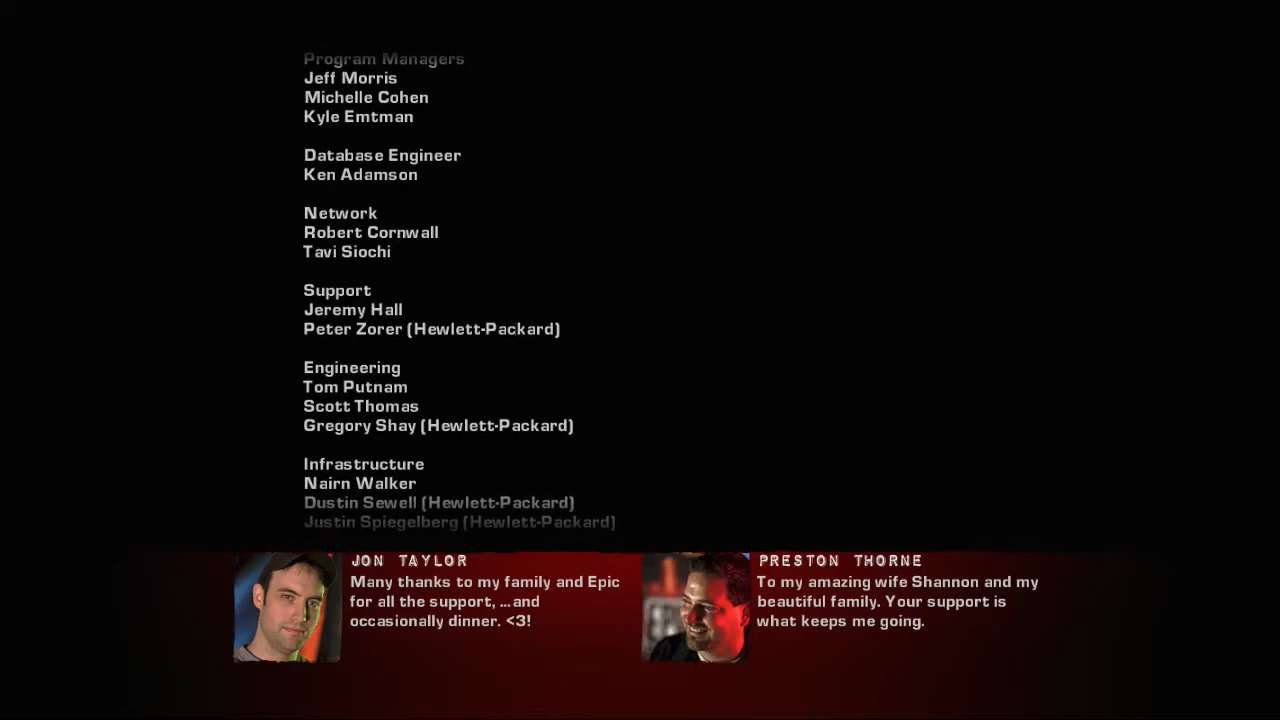 Program Managers
Jeff Morris
Michelle Cohen
Kyle Emtman
Database Engineer
Ken Adamson
Network
Robert Cornwall
Tavi Siochi
Support
Jeremy Hall
Peter Zorer (Hewlett-Packard)
Engineering
Tom Putnam
Scott Thomas
Gregory Shay (Hewlett-Packard)
Infrastructure
Nairn Walker
Dustin Sewell (Hewlett-Packard)
Justin Spiegelberg (Hewlett-Packard)
JON TAYLOR
Many thanks to my family and Epic
for all the support, ...and
occasionally dinner. <3!
PRESTON THORNE
To my amazing wife Shannon and my
beautiful family. Your support is
what keeps me going.